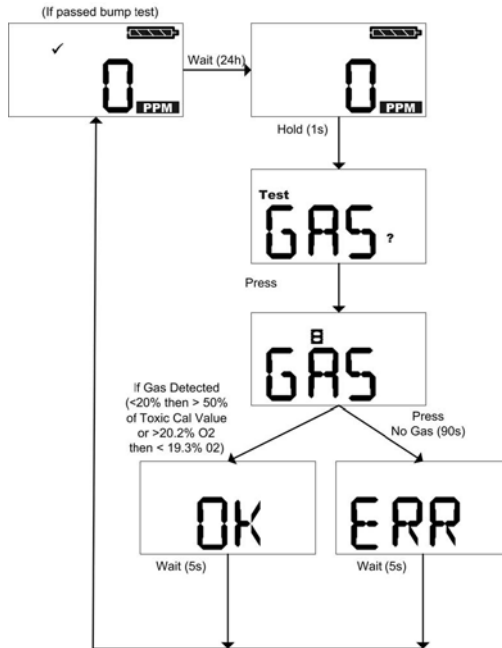 (If passed bump test)
✓
0
PPM
Wait (24h)
0
PPM
Hold (1s)
Test
GAS ?
Press
GAS
If Gas Detected
(<20% then > 50%
of Toxic Cal Value
or >20.2% O2
then < 19.3% 02)
Press
No Gas (90s)
OK
ERR
Wait (5s)
Wait (5s)